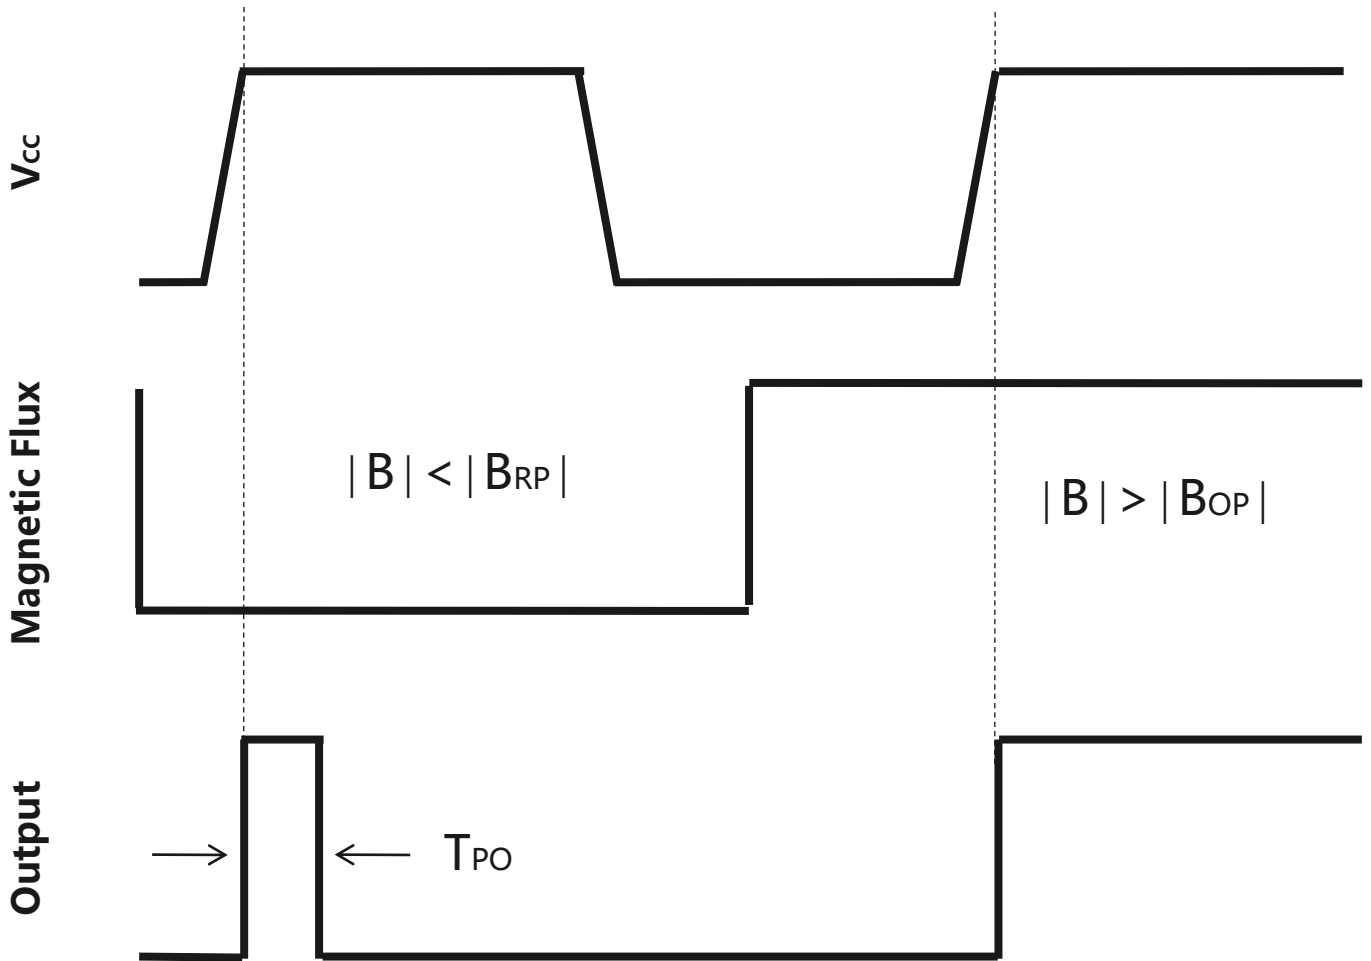 Vcc
Magnetic Flux
| B | < | BRP |
| B | > | BOP |
Output
TPO